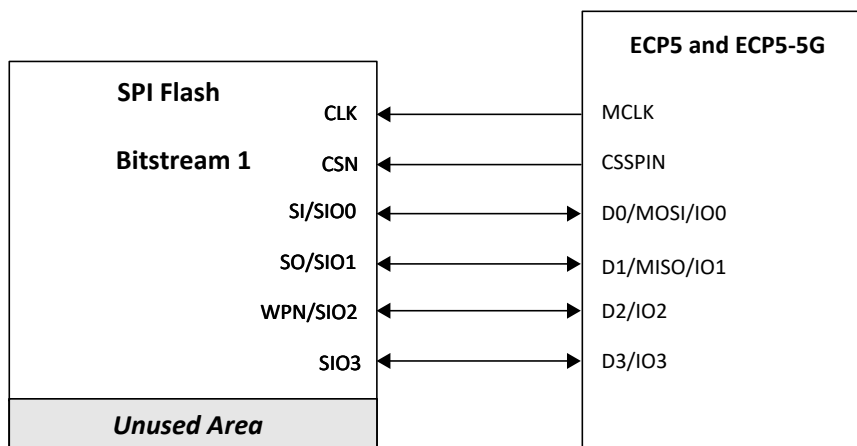 ECP5 and ECP5-5G
SPI Flash
CLK
MCLK
Bitstream 1
CSN
CSSPIN
SI/SIO0
D0/MOSI/IO0
SO/SIO1
D1/MISO/IO1
WPN/SIO2
D2/IO2
SIO3
D3/IO3
Unused Area